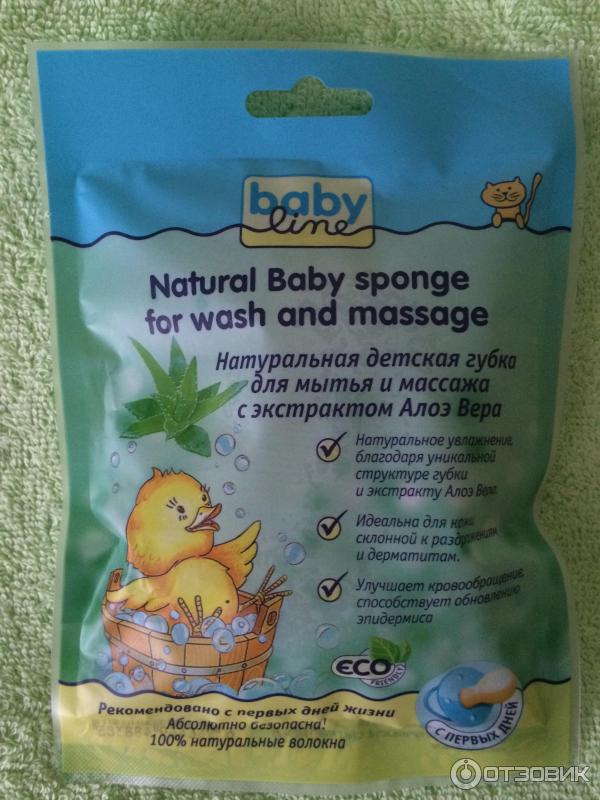 baby
line
Natural Baby sponge
for wash and massage
Натуральная детская губка
для мытья и массажа
с экстрактом Алоэ Вера
Натуральное увлажнение,
благодаря уникальной
структуре губки
и экстракту Алоэ Вера.
Идеальна для кожи
склонной к раздражениям
и дерматитам.
Улучшает кровообращение,
способствует обновлению
эпидермиса
ECO
FRIENDLY
Рекомендовано с первых дней жизни
Абсолютно безопасна!
100% натуральные волокна
С ПЕРВЫХ ДНЕЙ
ОТЗОВИК